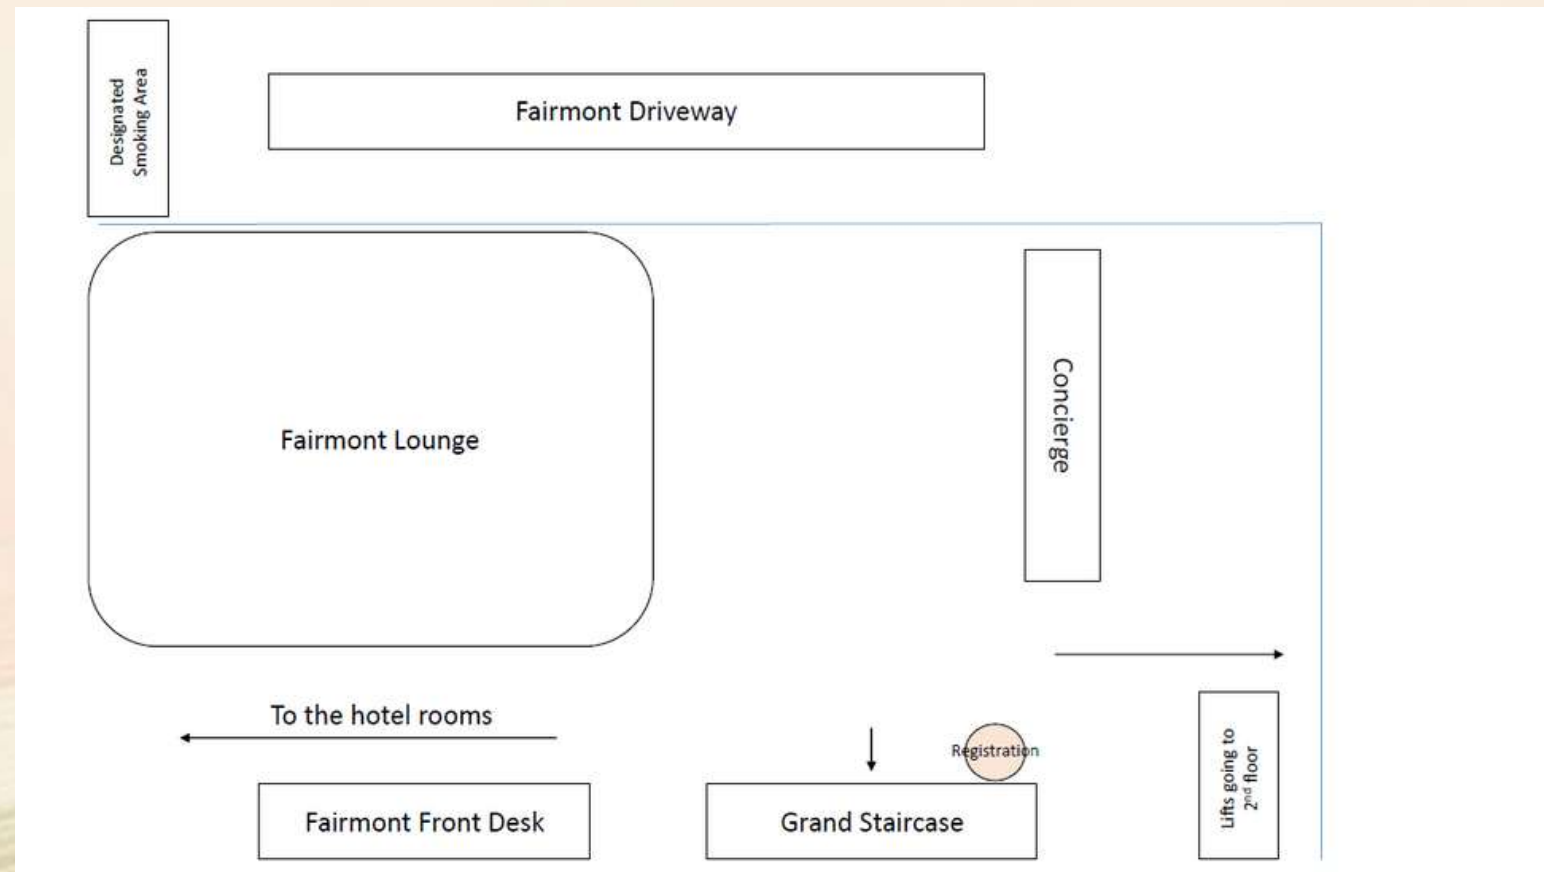 Designated
Smoking Area
Fairmont Driveway
Fairmont Lounge
Concierge
To the hotel rooms
Registration
Fairmont Front Desk
Grand Staircase
Lifts going to
2nd floor